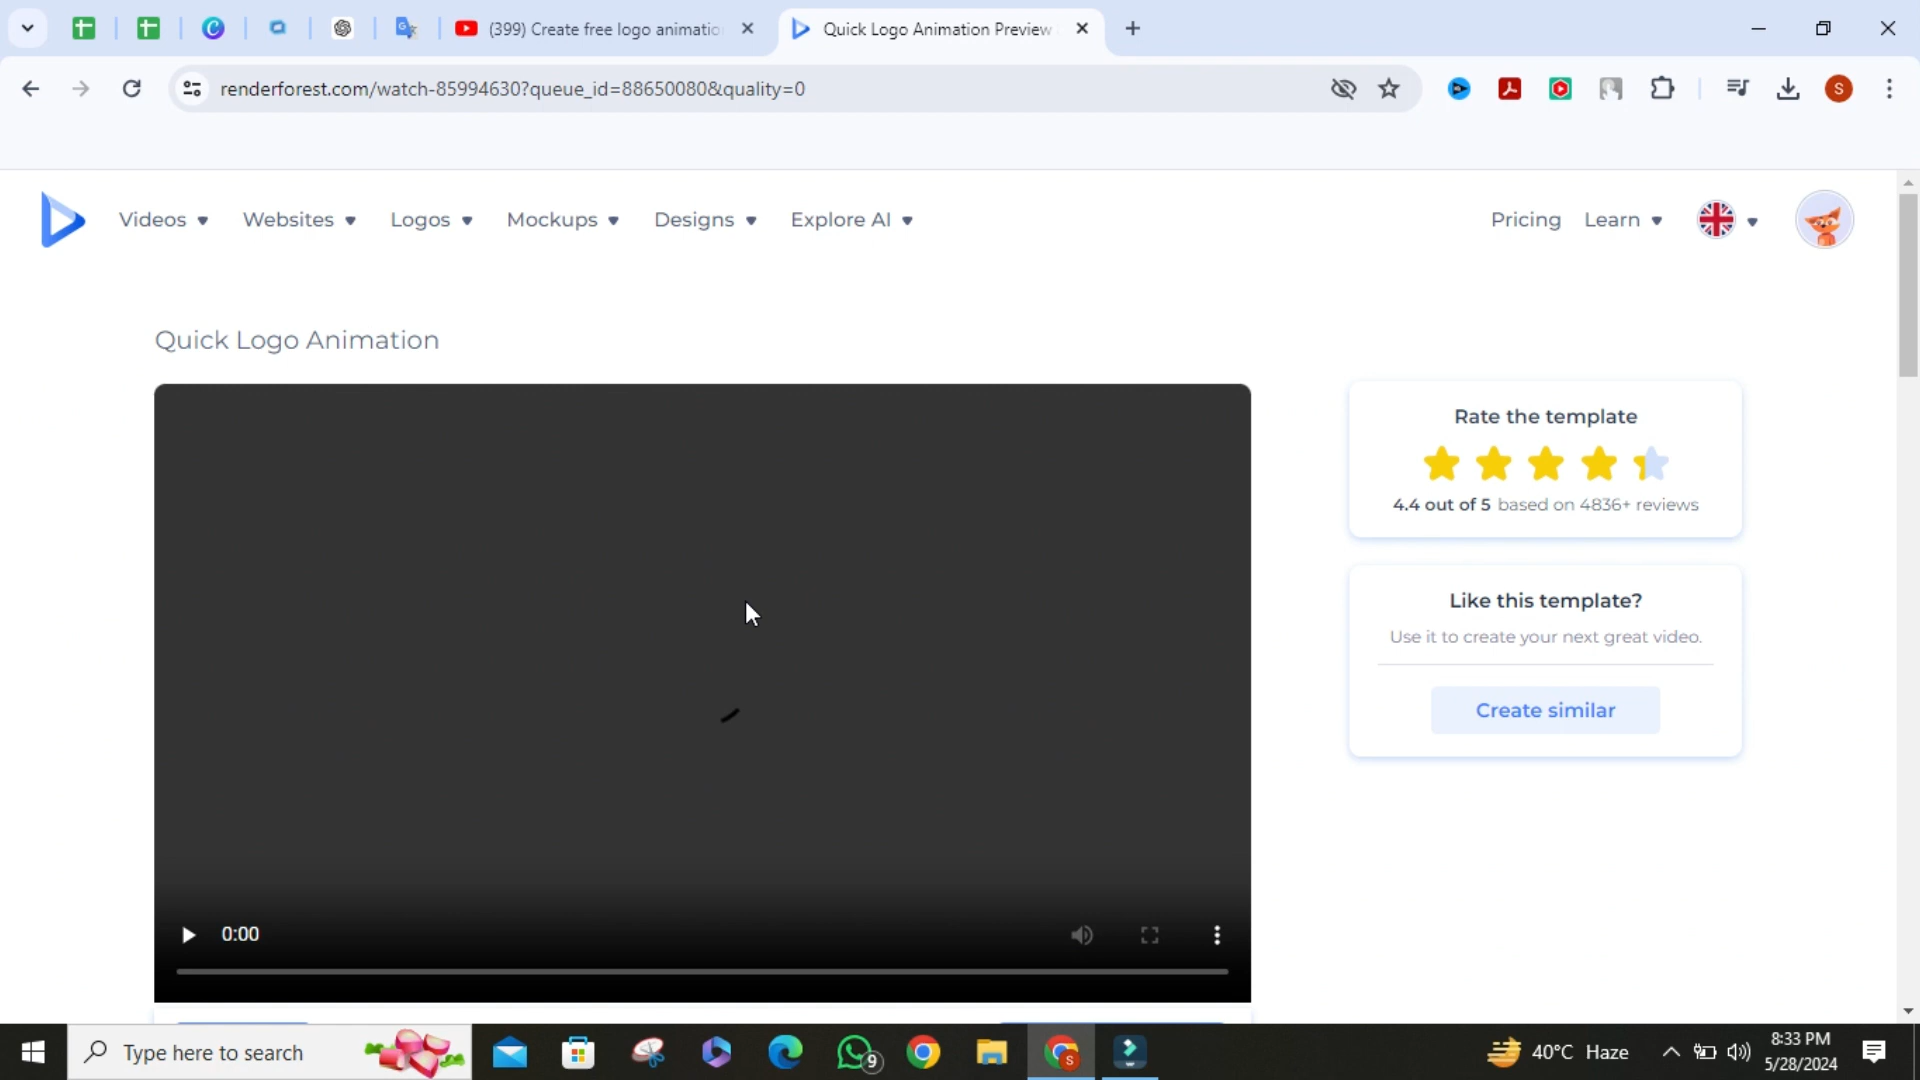 (399) Create free logo animatio
Quick Logo Animation Preview
renderforest.com/watch-85994630?queue_id=88650080&quality=0
S
Videos
Websites
Logos
Mockups
Designs
Explore AI
Pricing
Learn
Quick Logo Animation
Rate the template
4.4 out of 5 based on 4836+ reviews
Like this template?
Use it to create your next great video.
Create similar
0:00
Type here to search
9
S
40°C Haze
8:33 PM
5/28/2024